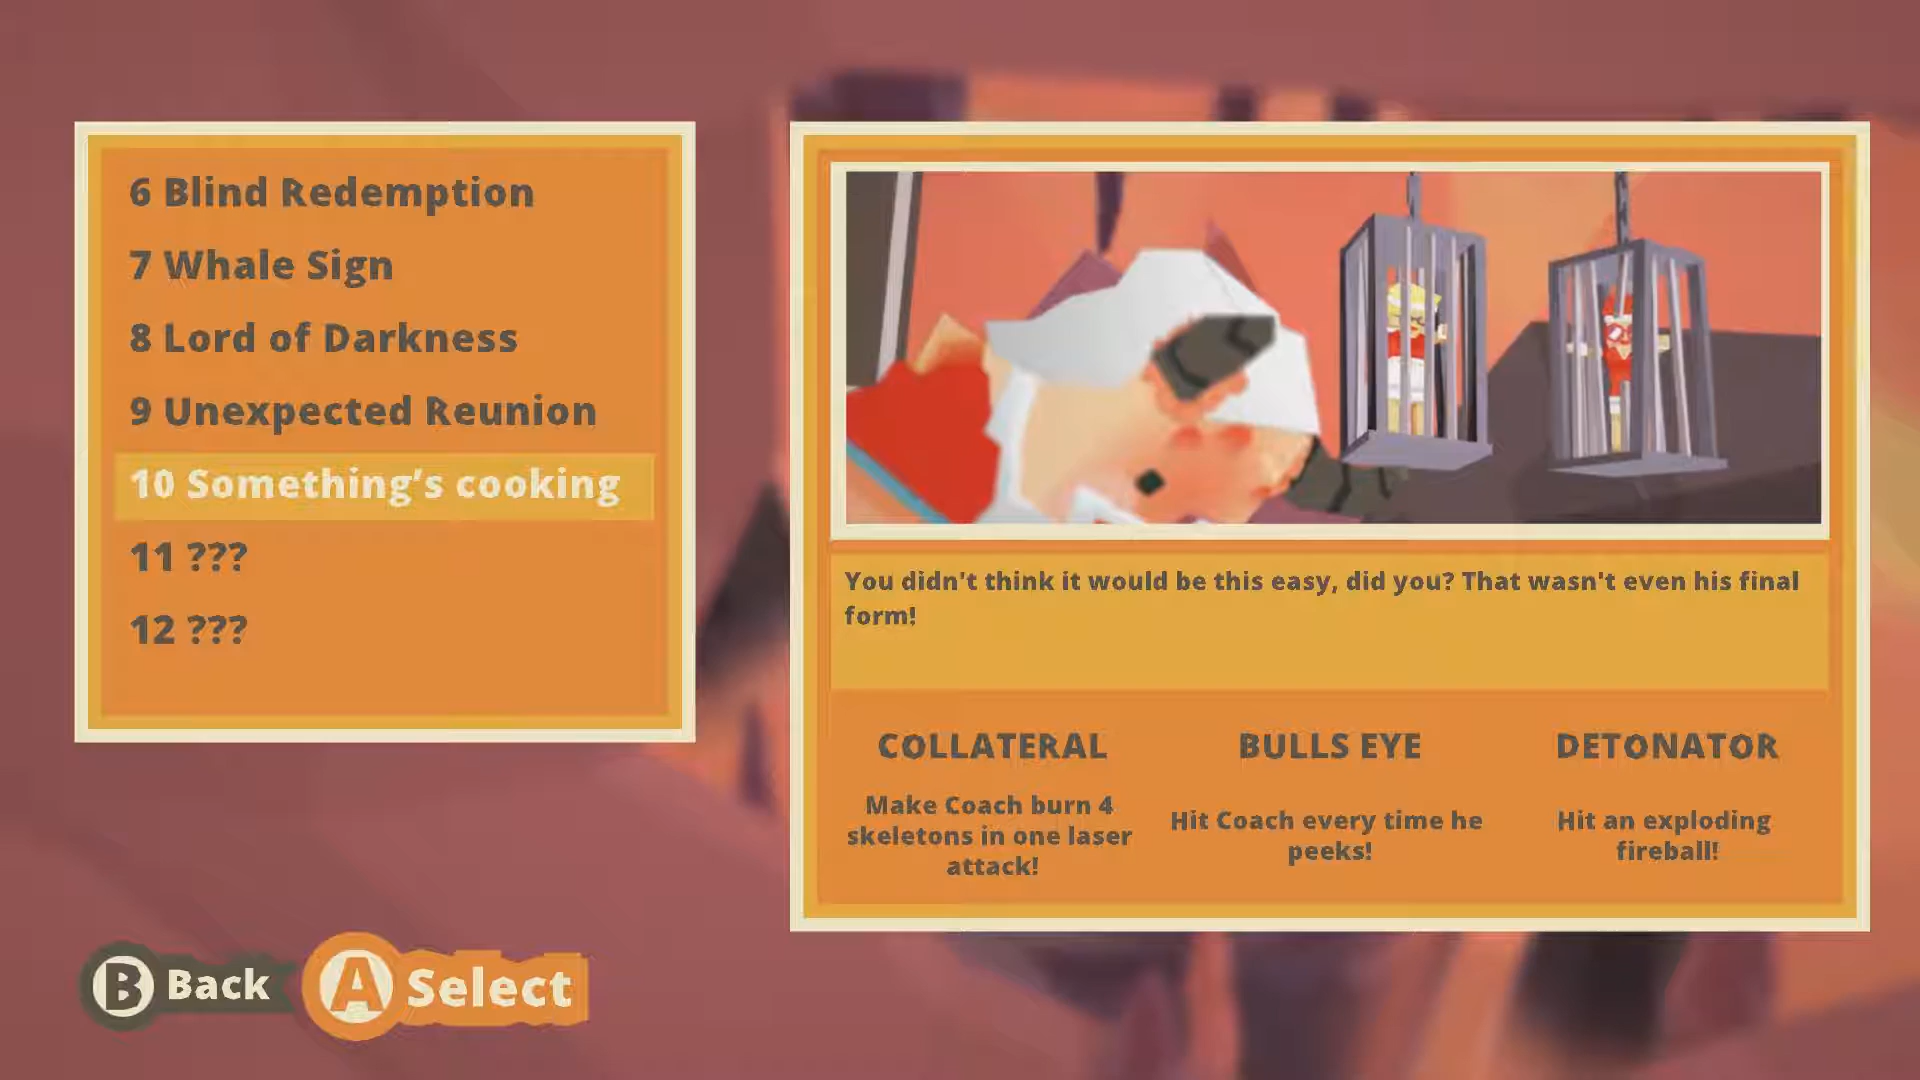 6 Blind Redemption
7 Whale Sign
8 Lord of Darkness
9 Unexpected Reunion
10 Something's cooking
11 ???
12 ???
You didn't think it would be this easy, did you? That wasn't even his final
form!
COLLATERAL
Make Coach burn 4
skeletons in one laser
attack!
BULLS EYE
Hit Coach every time he
peeks!
DETONATOR
Hit an exploding
fireball!
B Back
A Select